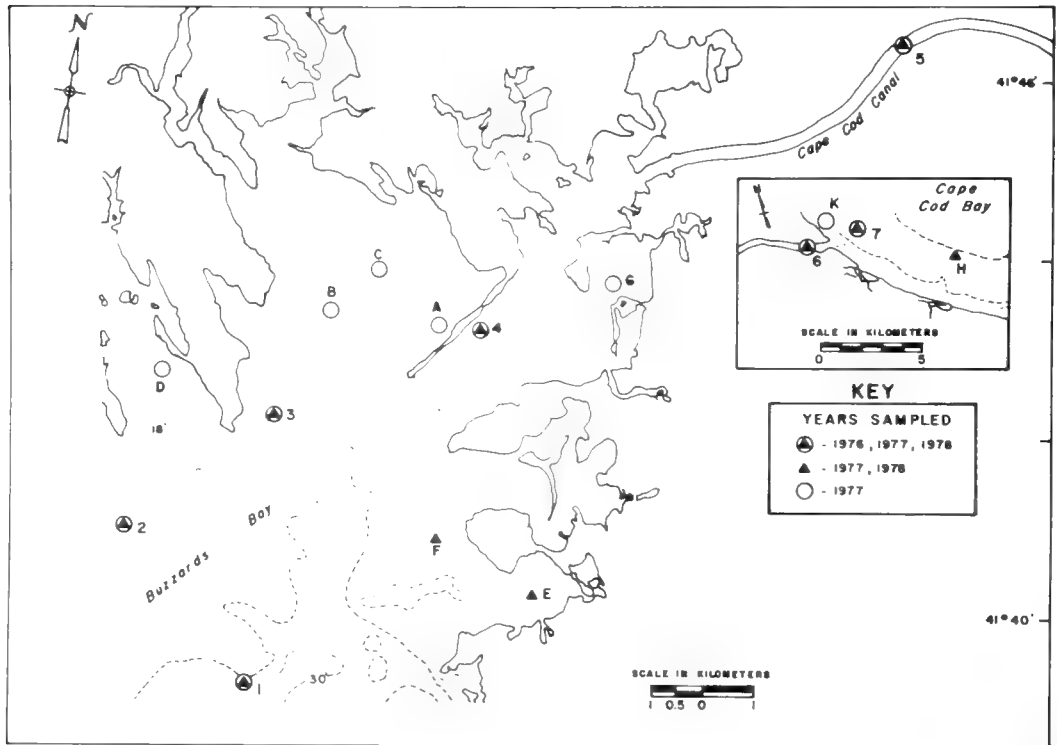 N
5
41°46'
Cape Cod Canal
Cape
Cod Bay
N
K
7
6
H
SCALE IN KILOMETERS
0 5
C
G
B
A
4
D
3
18'
KEY
YEARS SAMPLED
- 1976, 1977, 1978
- 1977, 1978
- 1977
2
Buzzards Bay
F
E
41°40'
1
30'
SCALE IN KILOMETERS
1 0.5 0 1